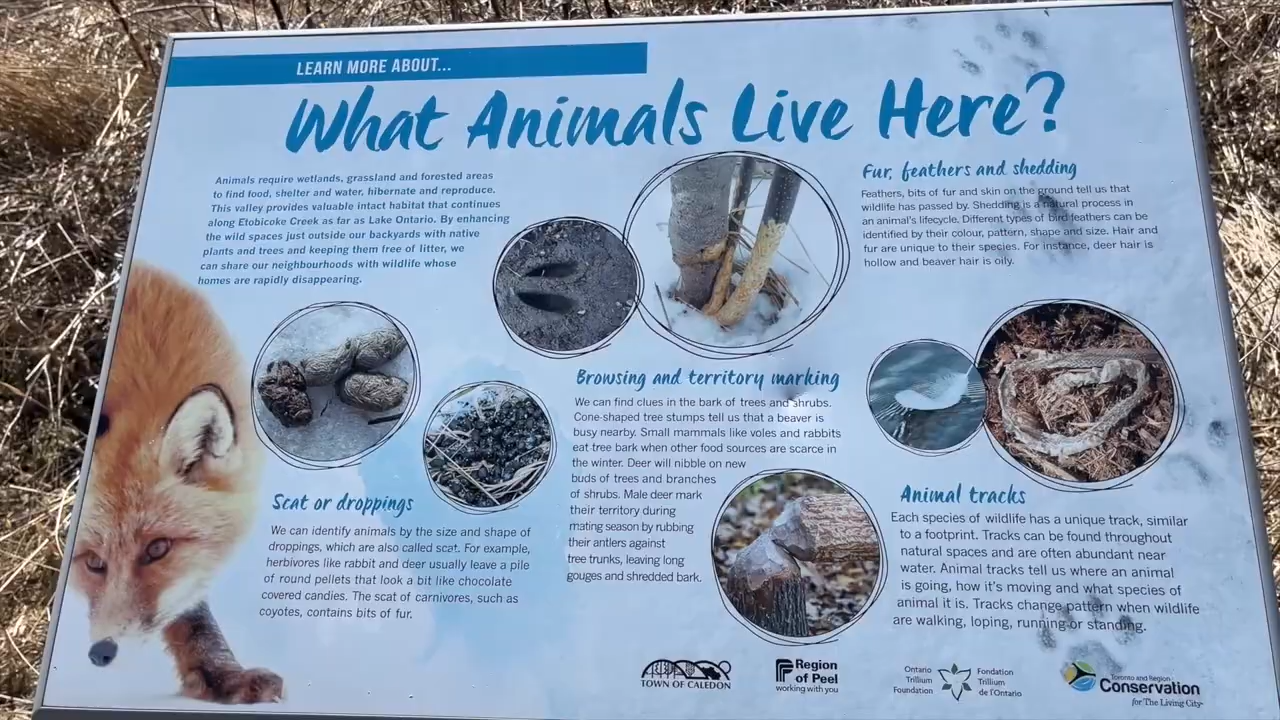 LEARN MORE ABOUT...
What Animals Live Here?
Animals require wetlands, grassland and forested areas
to find food, shelter and water, hibernate and reproduce.
This valley provides valuable intact habitat that continues
along Etobicoke Creek as far as Lake Ontario. By enhancing
the wild spaces just outside our backyards with native
plants and trees and keeping them free of litter, we
can share our neighbourhoods with wildlife whose
homes are rapidly disappearing.
Scat or droppings
We can identify animals by the size and shape of
droppings, which are also called scat. For example,
herbivores like rabbit and deer usually leave a pile
of round pellets that look a bit like chocolate
covered candies. The scat of carnivores, such as
coyotes, contains bits of fur.
Browsing and territory marking
We can find clues in the bark of trees and shrubs.
Cone-shaped tree stumps tell us that a beaver is
busy nearby. Small mammals like voles and rabbits
eat tree bark when other food sources are scarce in
the winter. Deer will nibble on new
buds of trees and branches
of shrubs. Male deer mark
their territory during
mating season by rubbing
their antlers against
tree trunks, leaving long
gouges and shredded bark.
Fur, feathers and shedding
Feathers, bits of fur and skin on the ground tell us that
wildlife has passed by. Shedding is a natural process in
an animal's lifecycle. Different types of bird feathers can be
identified by their colour, pattern, shape and size. Hair and
fur are unique to their species. For instance, deer hair is
hollow and beaver hair is oily.
Animal tracks
Each species of wildlife has a unique track, similar
to a footprint. Tracks can be found throughout
natural spaces and are often abundant near
water. Animal tracks tell us where an animal
is going, how it's moving and what species of
animal it is. Tracks change pattern when wildlife
are walking, loping, running or standing.
TOWN OF CALEDON
Region
of Peel
working with you
Ontario
Trillium
Foundation
Fondation
Trillium
de l'Ontario
Toronto and Region
Conservation
for The Living City